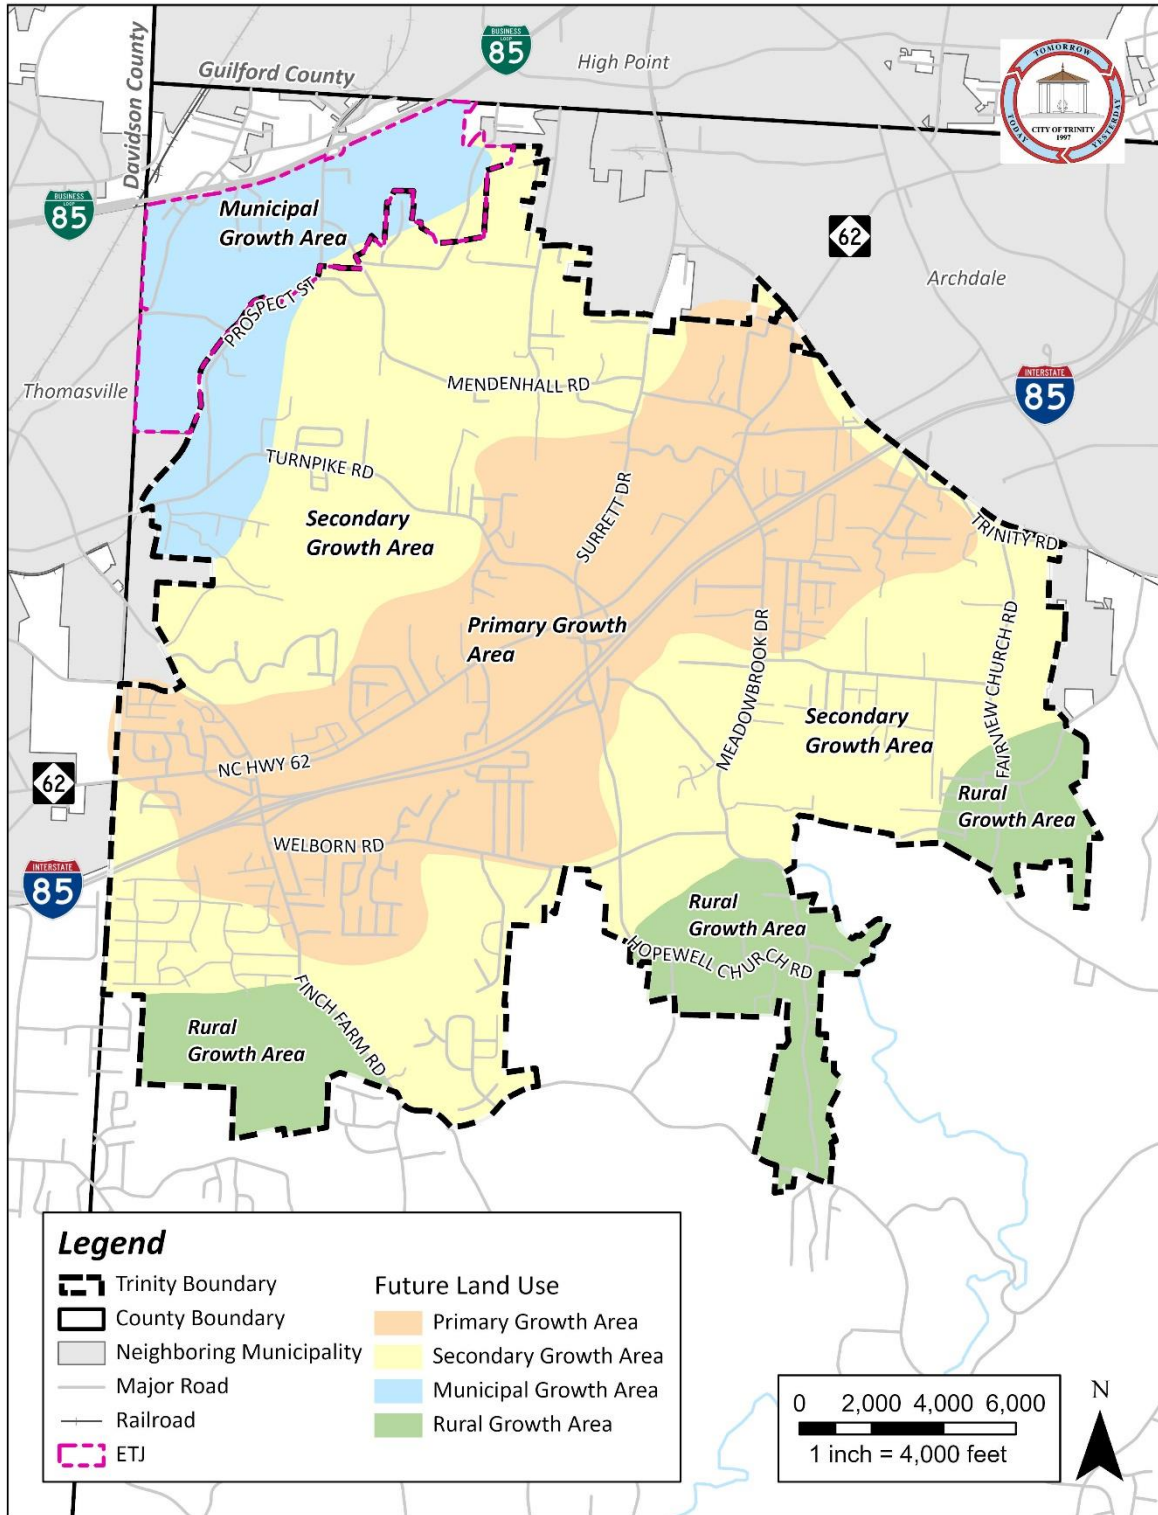 BUSINESS
LOOP
85
Guilford County
High Point
TOMORROW
TODAY
YESTERDAY
CITY OF TRINITY
1997
Davidson County
BUSINESS
LOOP
85
Municipal
Growth Area
62
Archdale
PROSPECT ST
Thomasville
MENDENHALL RD
INTERSTATE
85
TURNPIKE RD
Secondary
Growth Area
SURRETT DR
TRINITY RD
Primary Growth
Area
MEADOWBROOK DR
FAIRVIEW CHURCH RD
Secondary
Growth Area
NC HWY 62
62
Rural
Growth Area
WELBORN RD
INTERSTATE
85
Rural
Growth Area
HOPEWELL CHURCH RD
FINCH FARM RD
Rural
Growth Area
Legend
Trinity Boundary
County Boundary
Neighboring Municipality
Major Road
Railroad
ETJ
Future Land Use
Primary Growth Area
Secondary Growth Area
Municipal Growth Area
Rural Growth Area
0 2,000 4,000 6,000
1 inch = 4,000 feet
N